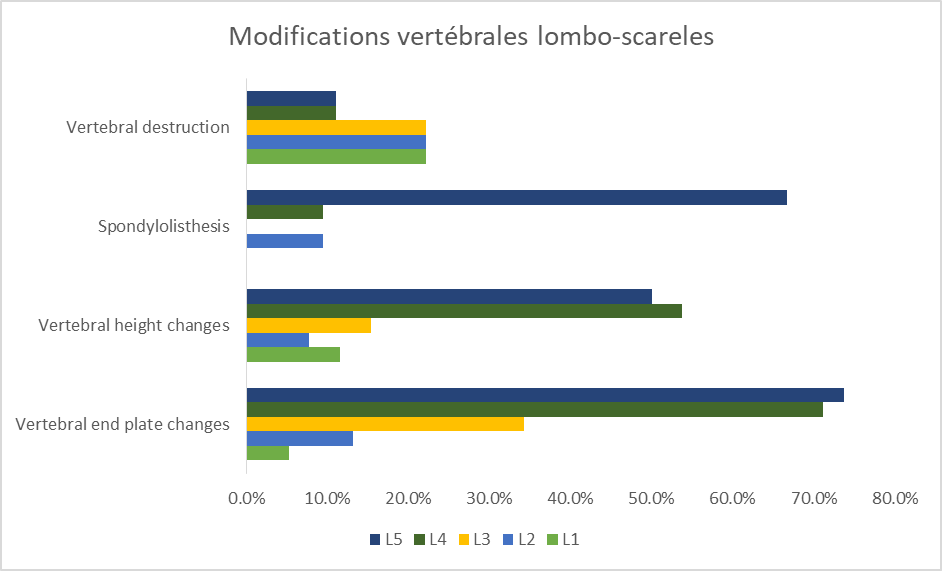 Modifications vertébrales lombo-scareles
Vertebral destruction
Spondylolisthesis
Vertebral height changes
Vertebral end plate changes
0.0% 10.0% 20.0% 30.0% 40.0% 50.0% 60.0% 70.0% 80.0%
L5 L4 L3 L2 L1